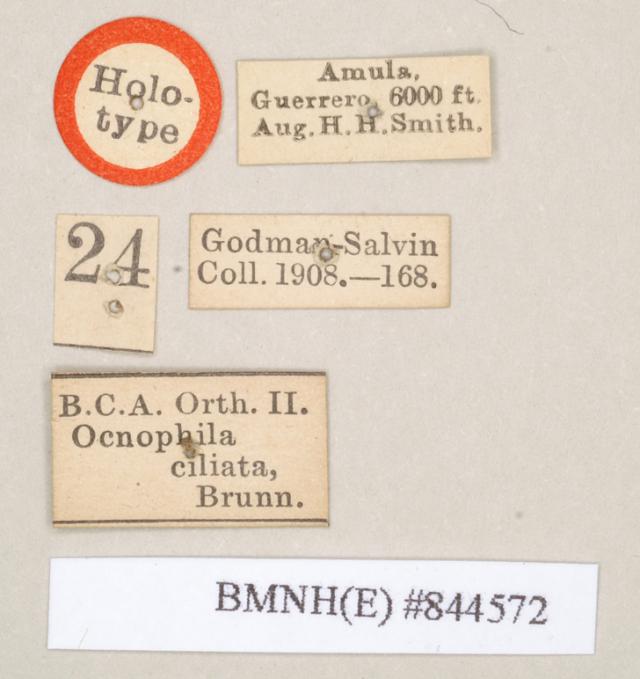 Holo-
type
Amula,
Guerrero, 6000 ft.
Aug. H. H. Smith.
24
Godman-Salvin
Coll. 1908.—168.
B.C.A. Orth. II.
Ocnophila
ciliata,
Brunn.
BMNH(E) #844572